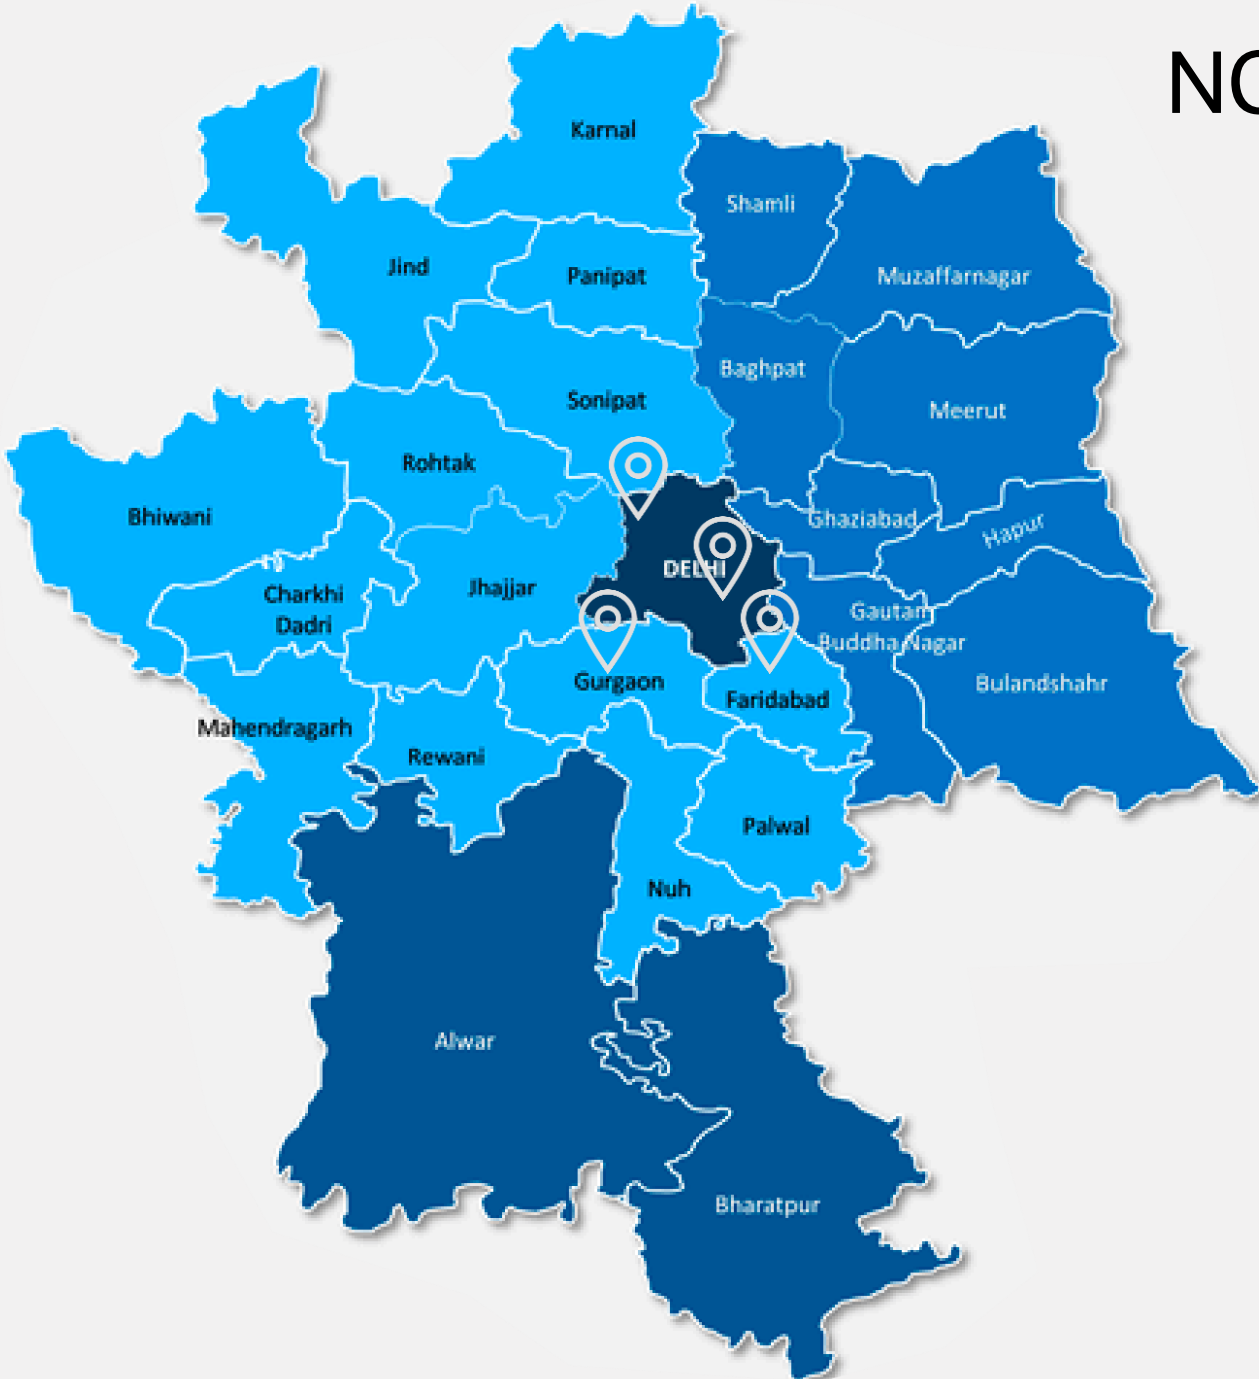 NC
Karnal
Shamli
Jind
Panipat
Muzaffarnagar
Baghpat
Sonipat
Meerut
Rohtak
Bhiwani
Ghaziabad
Hapur
DELHI
Charkhi
Dadri
Jhajjar
Gautam
Buddha Nagar
Gurgaon
Faridabad
Bulandshahr
Mahendragarh
Rewani
Palwal
Nuh
Alwar
Bharatpur